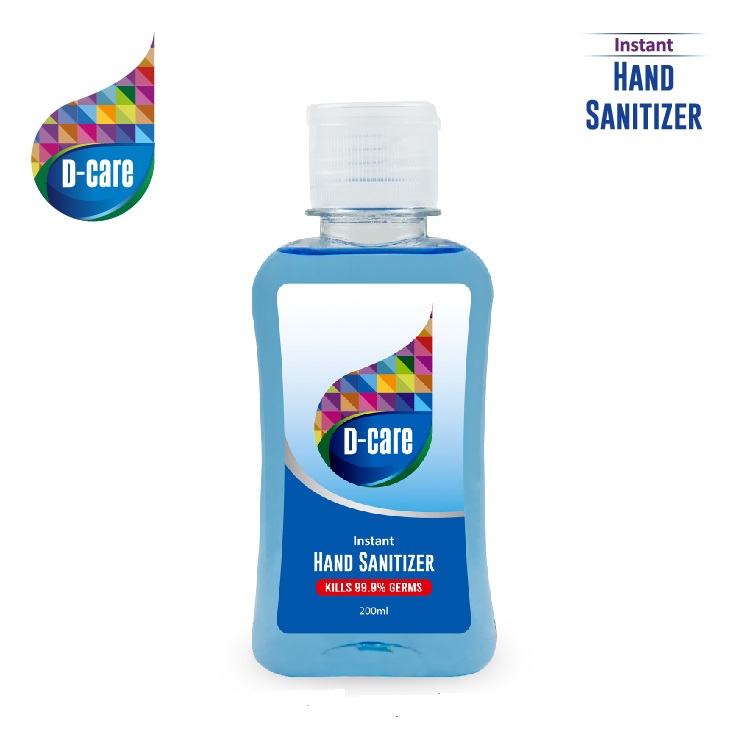 D-care
Instant
HAND
SANITIZER
D-care
Instant
HAND SANITIZER
KILLS 99.9% GERMS
200ml